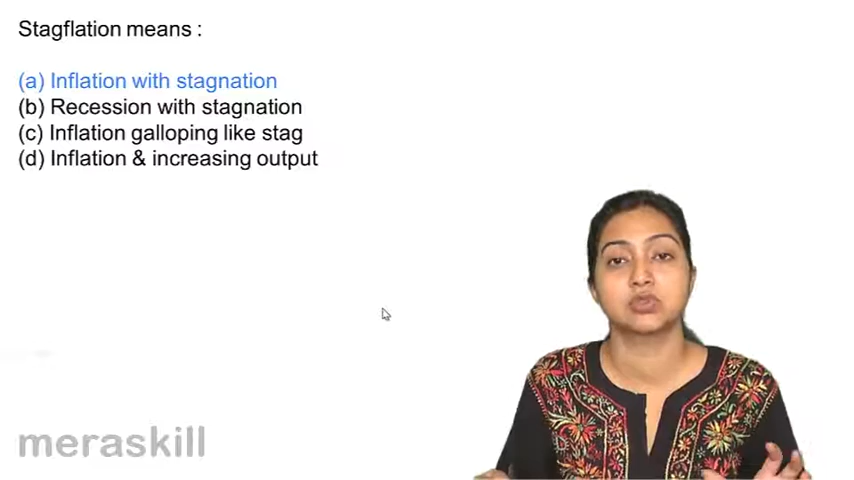 Stagflation means :
(a) Inflation with stagnation
(b) Recession with stagnation
(c) Inflation galloping like stag
(d) Inflation & increasing output
meraskill